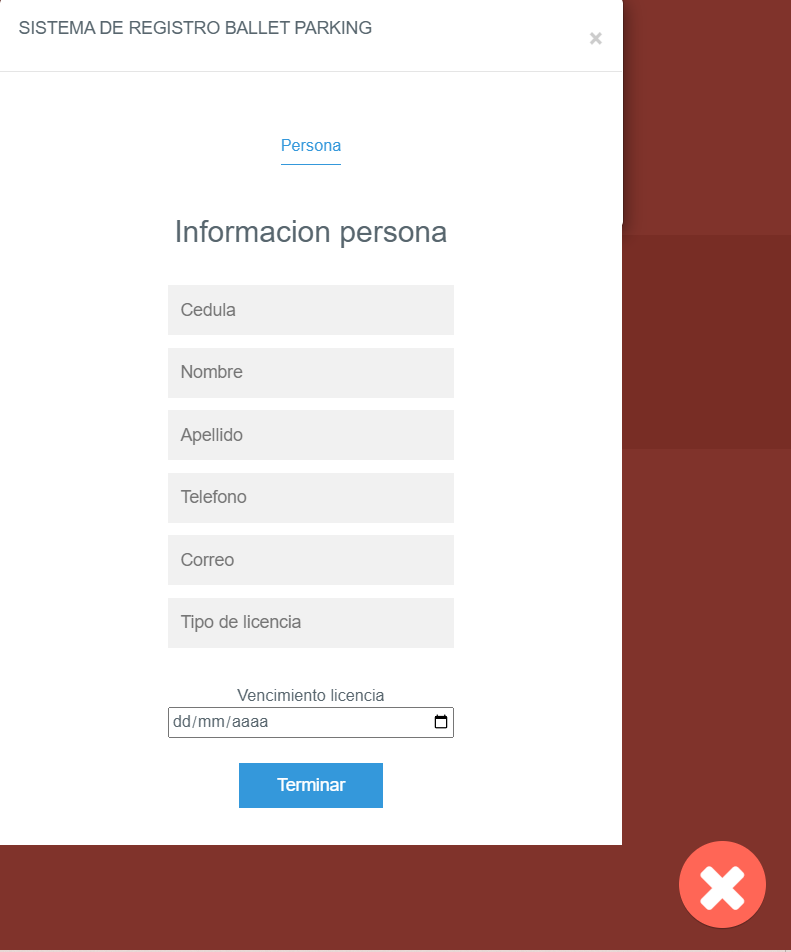 SISTEMA DE REGISTRO BALLET PARKING
×
Persona
Informacion persona
Cedula
Nombre
Apellido
Telefono
Correo
Tipo de licencia
Vencimiento licencia
dd/mm/aaaa
Terminar